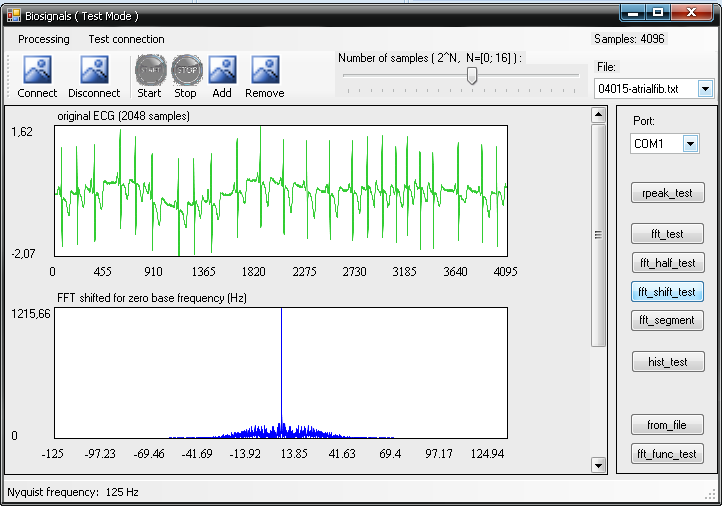 Biosignals ( Test Mode )
Processing Test connection Samples: 4096
Number of samples ( 2^N, N=[0; 16] ) :
File:
04015-atrialfib.txt
START STOP
Connect Disconnect Start Stop Add Remove
original ECG (2048 samples)
1,62
-2,07
0 455 910 1365 1820 2275 2730 3185 3640 4095
FFT shifted for zero base frequency (Hz)
1215,66
0
-125 -97.23 -69.46 -41.69 -13.92 13.85 41.63 69.4 97.17 124.94
Port:
COM1
rpeak_test
fft_test
fft_half_test
fft_shift_test
fft_segment
hist_test
from_file
fft_func_test
Nyquist frequency: 125 Hz